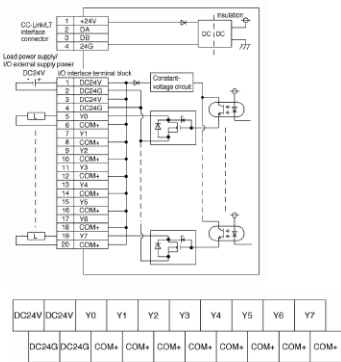 CC-Link/LT
interface
connector
1 +24V
2 DA
3 DB
4 24G
Insulation
DC DC
Load power supply/
I/O external supply power
DC24V
I/O interface terminal block
Constant-
voltage circuit
1 DC24V
2 DC24G
3 DC24V
4 DC24G
5 Y0
6 COM+
7 Y1
8 COM+
9 Y2
10 COM+
11 Y3
12 COM+
13 Y4
14 COM+
15 Y5
16 COM+
17 Y6
18 COM+
19 Y7
20 COM+
L
L
DC24V DC24V Y0 Y1 Y2 Y3 Y4 Y5 Y6 Y7
DC24G DC24G COM+ COM+ COM+ COM+ COM+ COM+ COM+ COM+